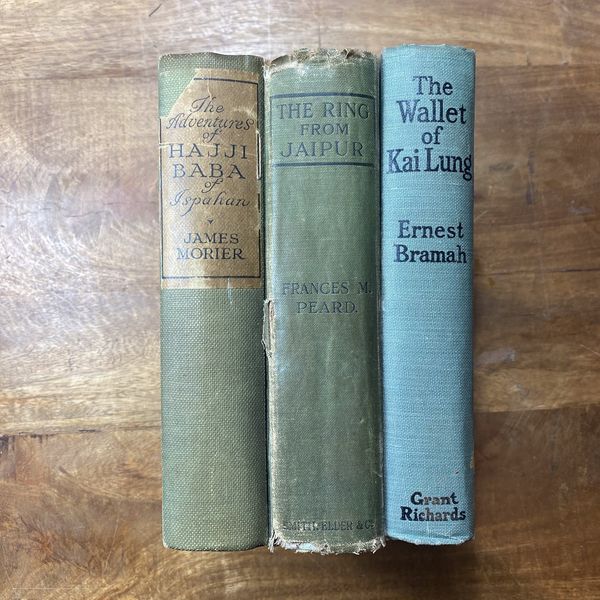 The
Adventures
of
HAJJI
BABA
of
Ispahan
JAMES
MORIER
THE RING
FROM
JAIPUR
FRANCES M.
PEARD.
SMITH, ELDER & Co
The
Wallet
of
Kai Lung
Ernest
Bramah
Grant
Richards